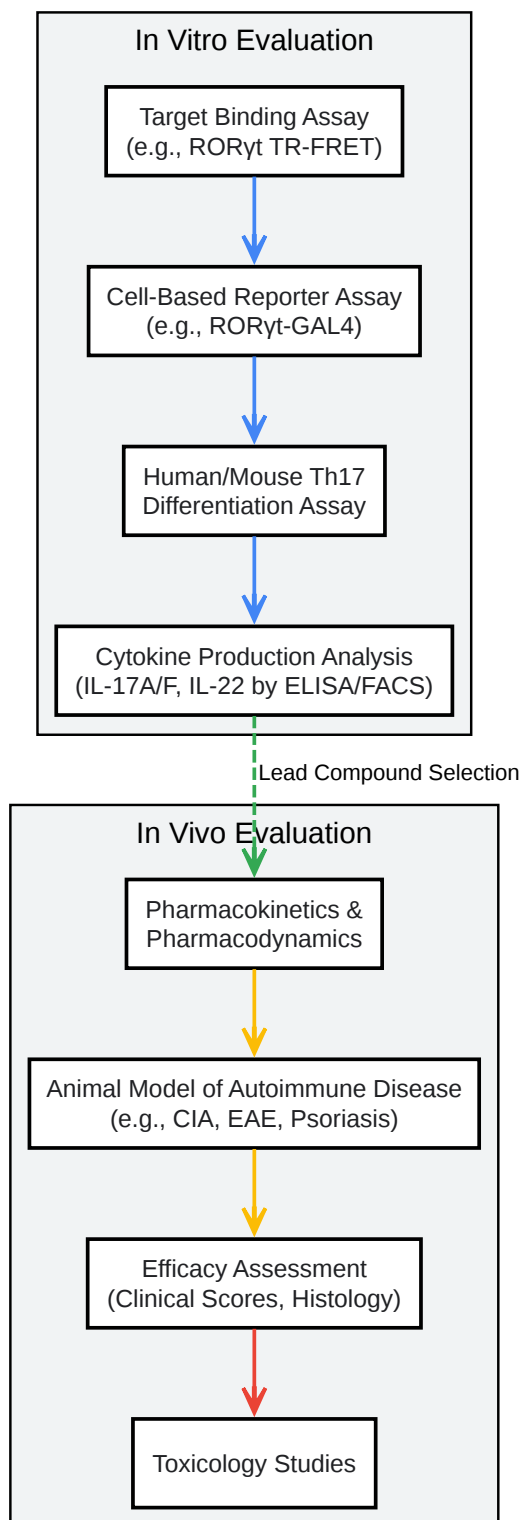 In Vitro Evaluation
Target Binding Assay
(e.g., RORγt TR-FRET)
Cell-Based Reporter Assay
(e.g., RORγt-GAL4)
Human/Mouse Th17
Differentiation Assay
Cytokine Production Analysis
(IL-17A/F, IL-22 by ELISA/FACS)
Lead Compound Selection
In Vivo Evaluation
Pharmacokinetics &
Pharmacodynamics
Animal Model of Autoimmune Disease
(e.g., CIA, EAE, Psoriasis)
Efficacy Assessment
(Clinical Scores, Histology)
Toxicology Studies